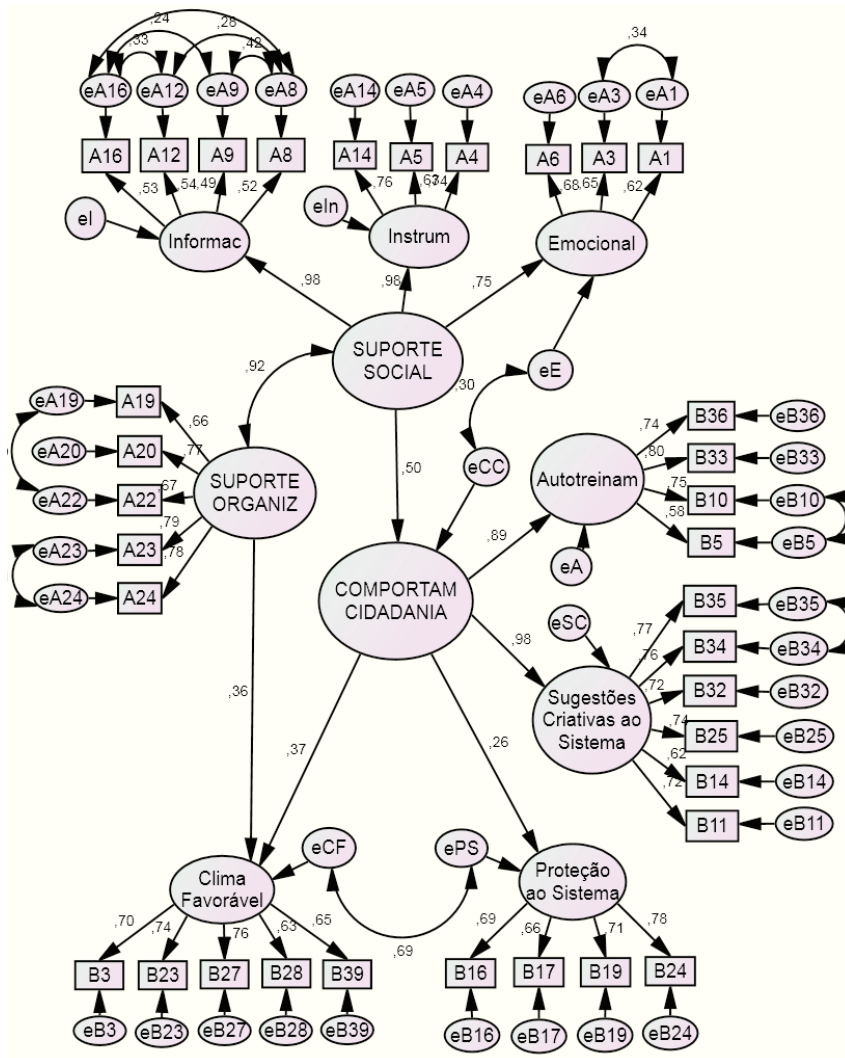 ,24
,28
,33
,42
,34
eA16
eA12
eA9
eA8
eA14
eA5
eA4
eA6
eA3
eA1
A16
A12
A9
A8
A14
A5
A4
A6
A3
A1
,53
,54
,49
,52
,76
,74
,68
,65
,62
eI
Informac
eIn
Instrum
Emocional
,98
,98
,75
SUPORTE
SOCIAL
eE
,92
,30
eA19
A19
,66
eA20
A20
,77
eA22
A22
,67
eA23
A23
,79
eA24
A24
,78
SUPORTE
ORGANIZ
,50
eCC
Autotreinam
,74
B36
eB36
,80
B33
eB33
,75
B10
eB10
,58
B5
eB5
eA
,89
COMPORTAM
CIDADANIA
eSC
,98
Sugestões
Criativas ao
Sistema
,77
B35
eB35
,76
B34
eB34
,72
B32
eB32
,74
B25
eB25
,62
B14
eB14
,72
B11
eB11
,36
,37
,26
eCF
ePS
,69
Clima
Favorável
Proteção
ao Sistema
,70
,74
,76
,63
,65
,69
,66
,71
,78
B3
B23
B27
B28
B39
B16
B17
B19
B24
eB3
eB23
eB27
eB28
eB39
eB16
eB17
eB19
eB24